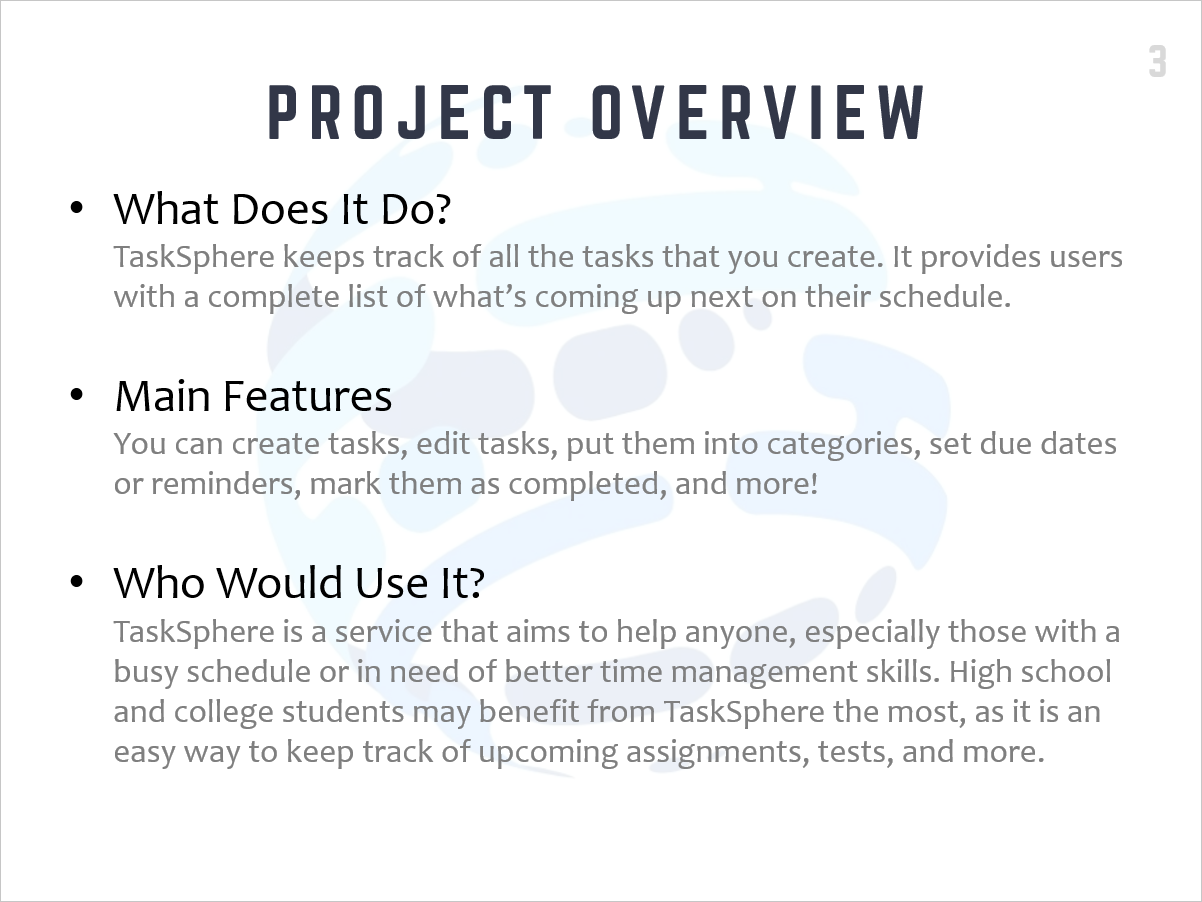 3
PROJECT OVERVIEW
• What Does It Do?
TaskSphere keeps track of all the tasks that you create. It provides users
with a complete list of what’s coming up next on their schedule.
• Main Features
You can create tasks, edit tasks, put them into categories, set due dates
or reminders, mark them as completed, and more!
• Who Would Use It?
TaskSphere is a service that aims to help anyone, especially those with a
busy schedule or in need of better time management skills. High school
and college students may benefit from TaskSphere the most, as it is an
easy way to keep track of upcoming assignments, tests, and more.